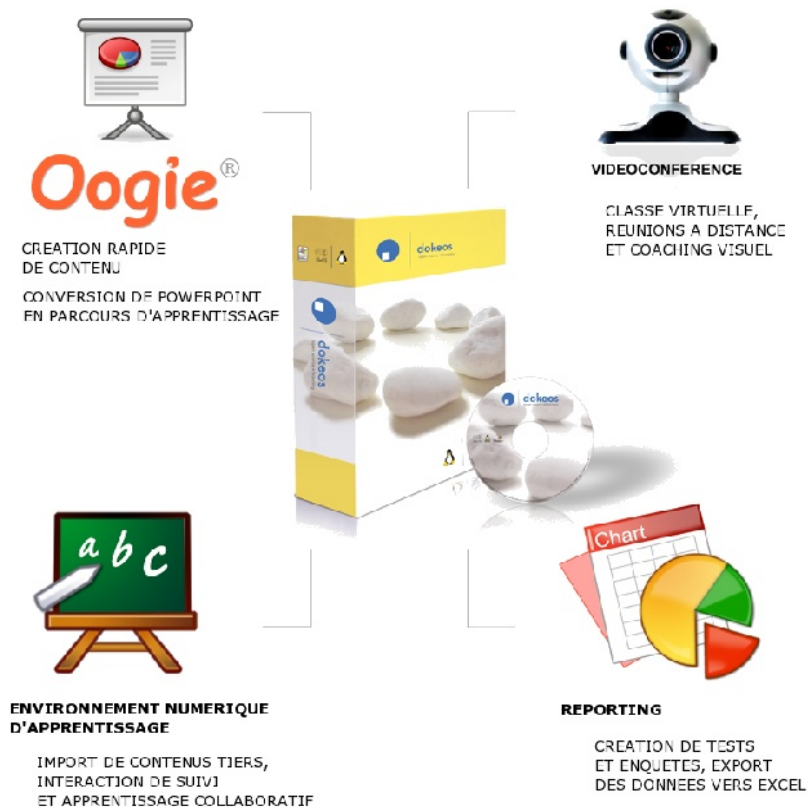 Oogie®
CREATION RAPIDE
DE CONTENU
CONVERSION DE POWERPOINT
EN PARCOURS D'APPRENTISSAGE
VIDEOCONFERENCE
CLASSE VIRTUELLE,
REUNIONS A DISTANCE
ET COACHING VISUEL
dokeos
dokeos
dokeos
a b c
Chart
ENVIRONNEMENT NUMERIQUE
D'APPRENTISSAGE
IMPORT DE CONTENUS TIERS,
INTERACTION DE SUIVI
ET APPRENTISSAGE COLLABORATIF
REPORTING
CREATION DE TESTS
ET ENQUETES, EXPORT
DES DONNEES VERS EXCEL